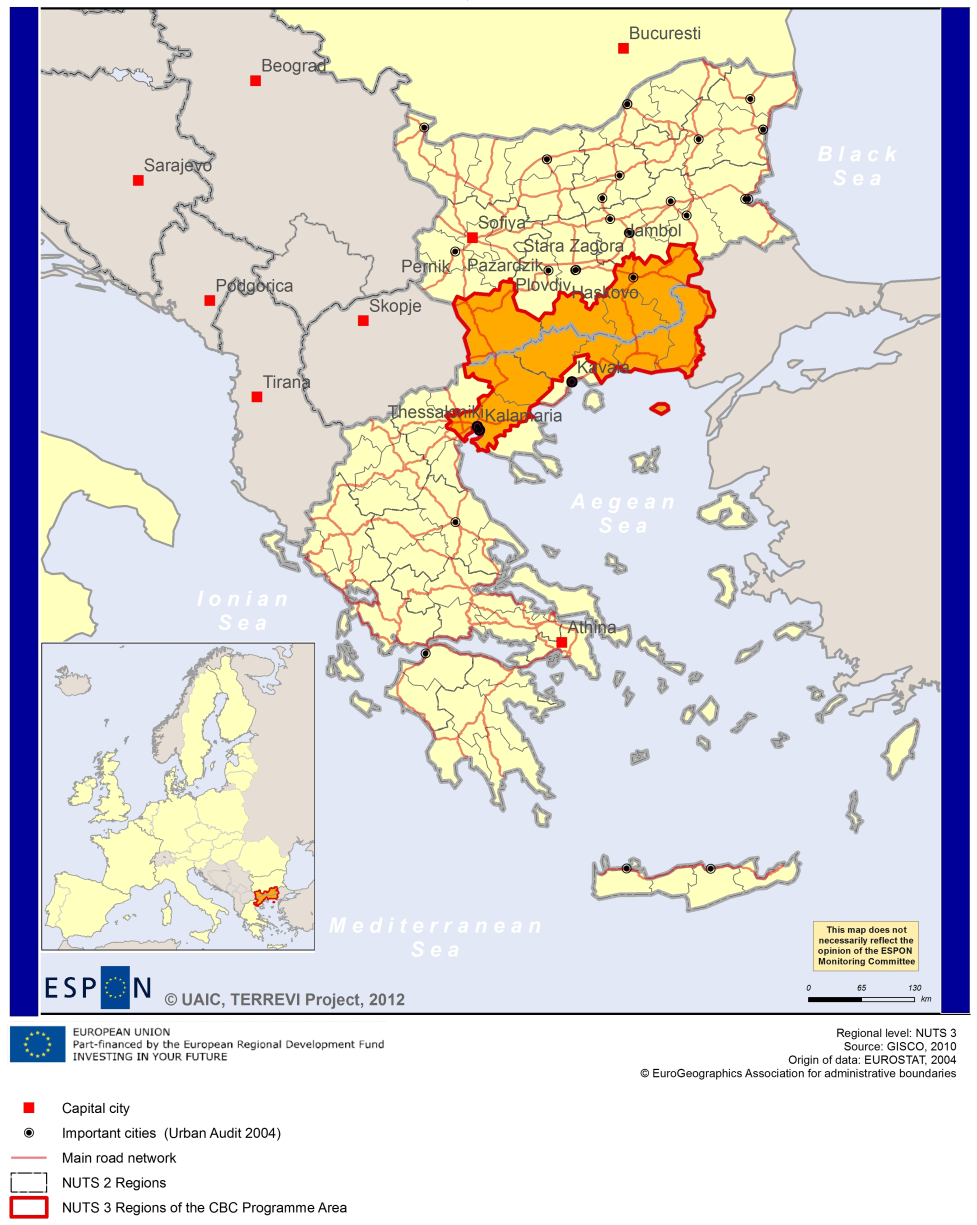 Bucuresti
Beograd
Black
Sea
Sarajevo
Sofiya
Jambol
Stara Zagora
Pernik
Pazardzik
Plovdiv
Haskovo
Podgorica
Skopje
Kavala
Tirana
Thessaloniki
Kalamaria
Aegean
Sea
Ionian
Sea
Athina
Mediterranean
Sea
This map does not
necessarily reflect the
opinion of the ESPON
Monitoring Committee
ESPON
© UAIC, TERREVI Project, 2012
0 65 130
km
EUROPEAN UNION
Part-financed by the European Regional Development Fund
INVESTING IN YOUR FUTURE
Regional level: NUTS 3
Source: GISCO, 2010
Origin of data: EUROSTAT, 2004
© EuroGeographics Association for administrative boundaries
Capital city
Important cities (Urban Audit 2004)
Main road network
NUTS 2 Regions
NUTS 3 Regions of the CBC Programme Area